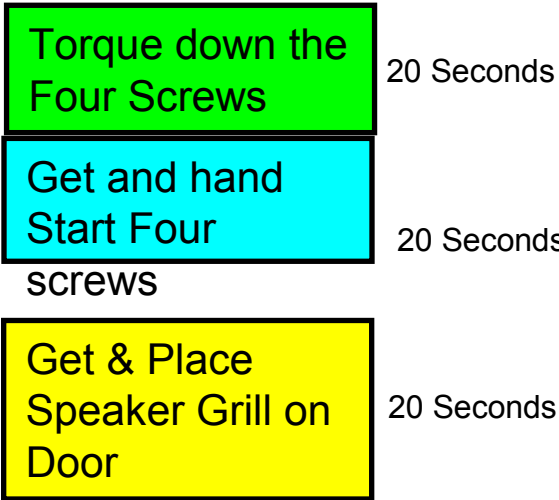 Torque down the
Four Screws
20 Seconds
Get and hand
Start Four
screws
20 Seconds
Get & Place
Speaker Grill on
Door
20 Seconds